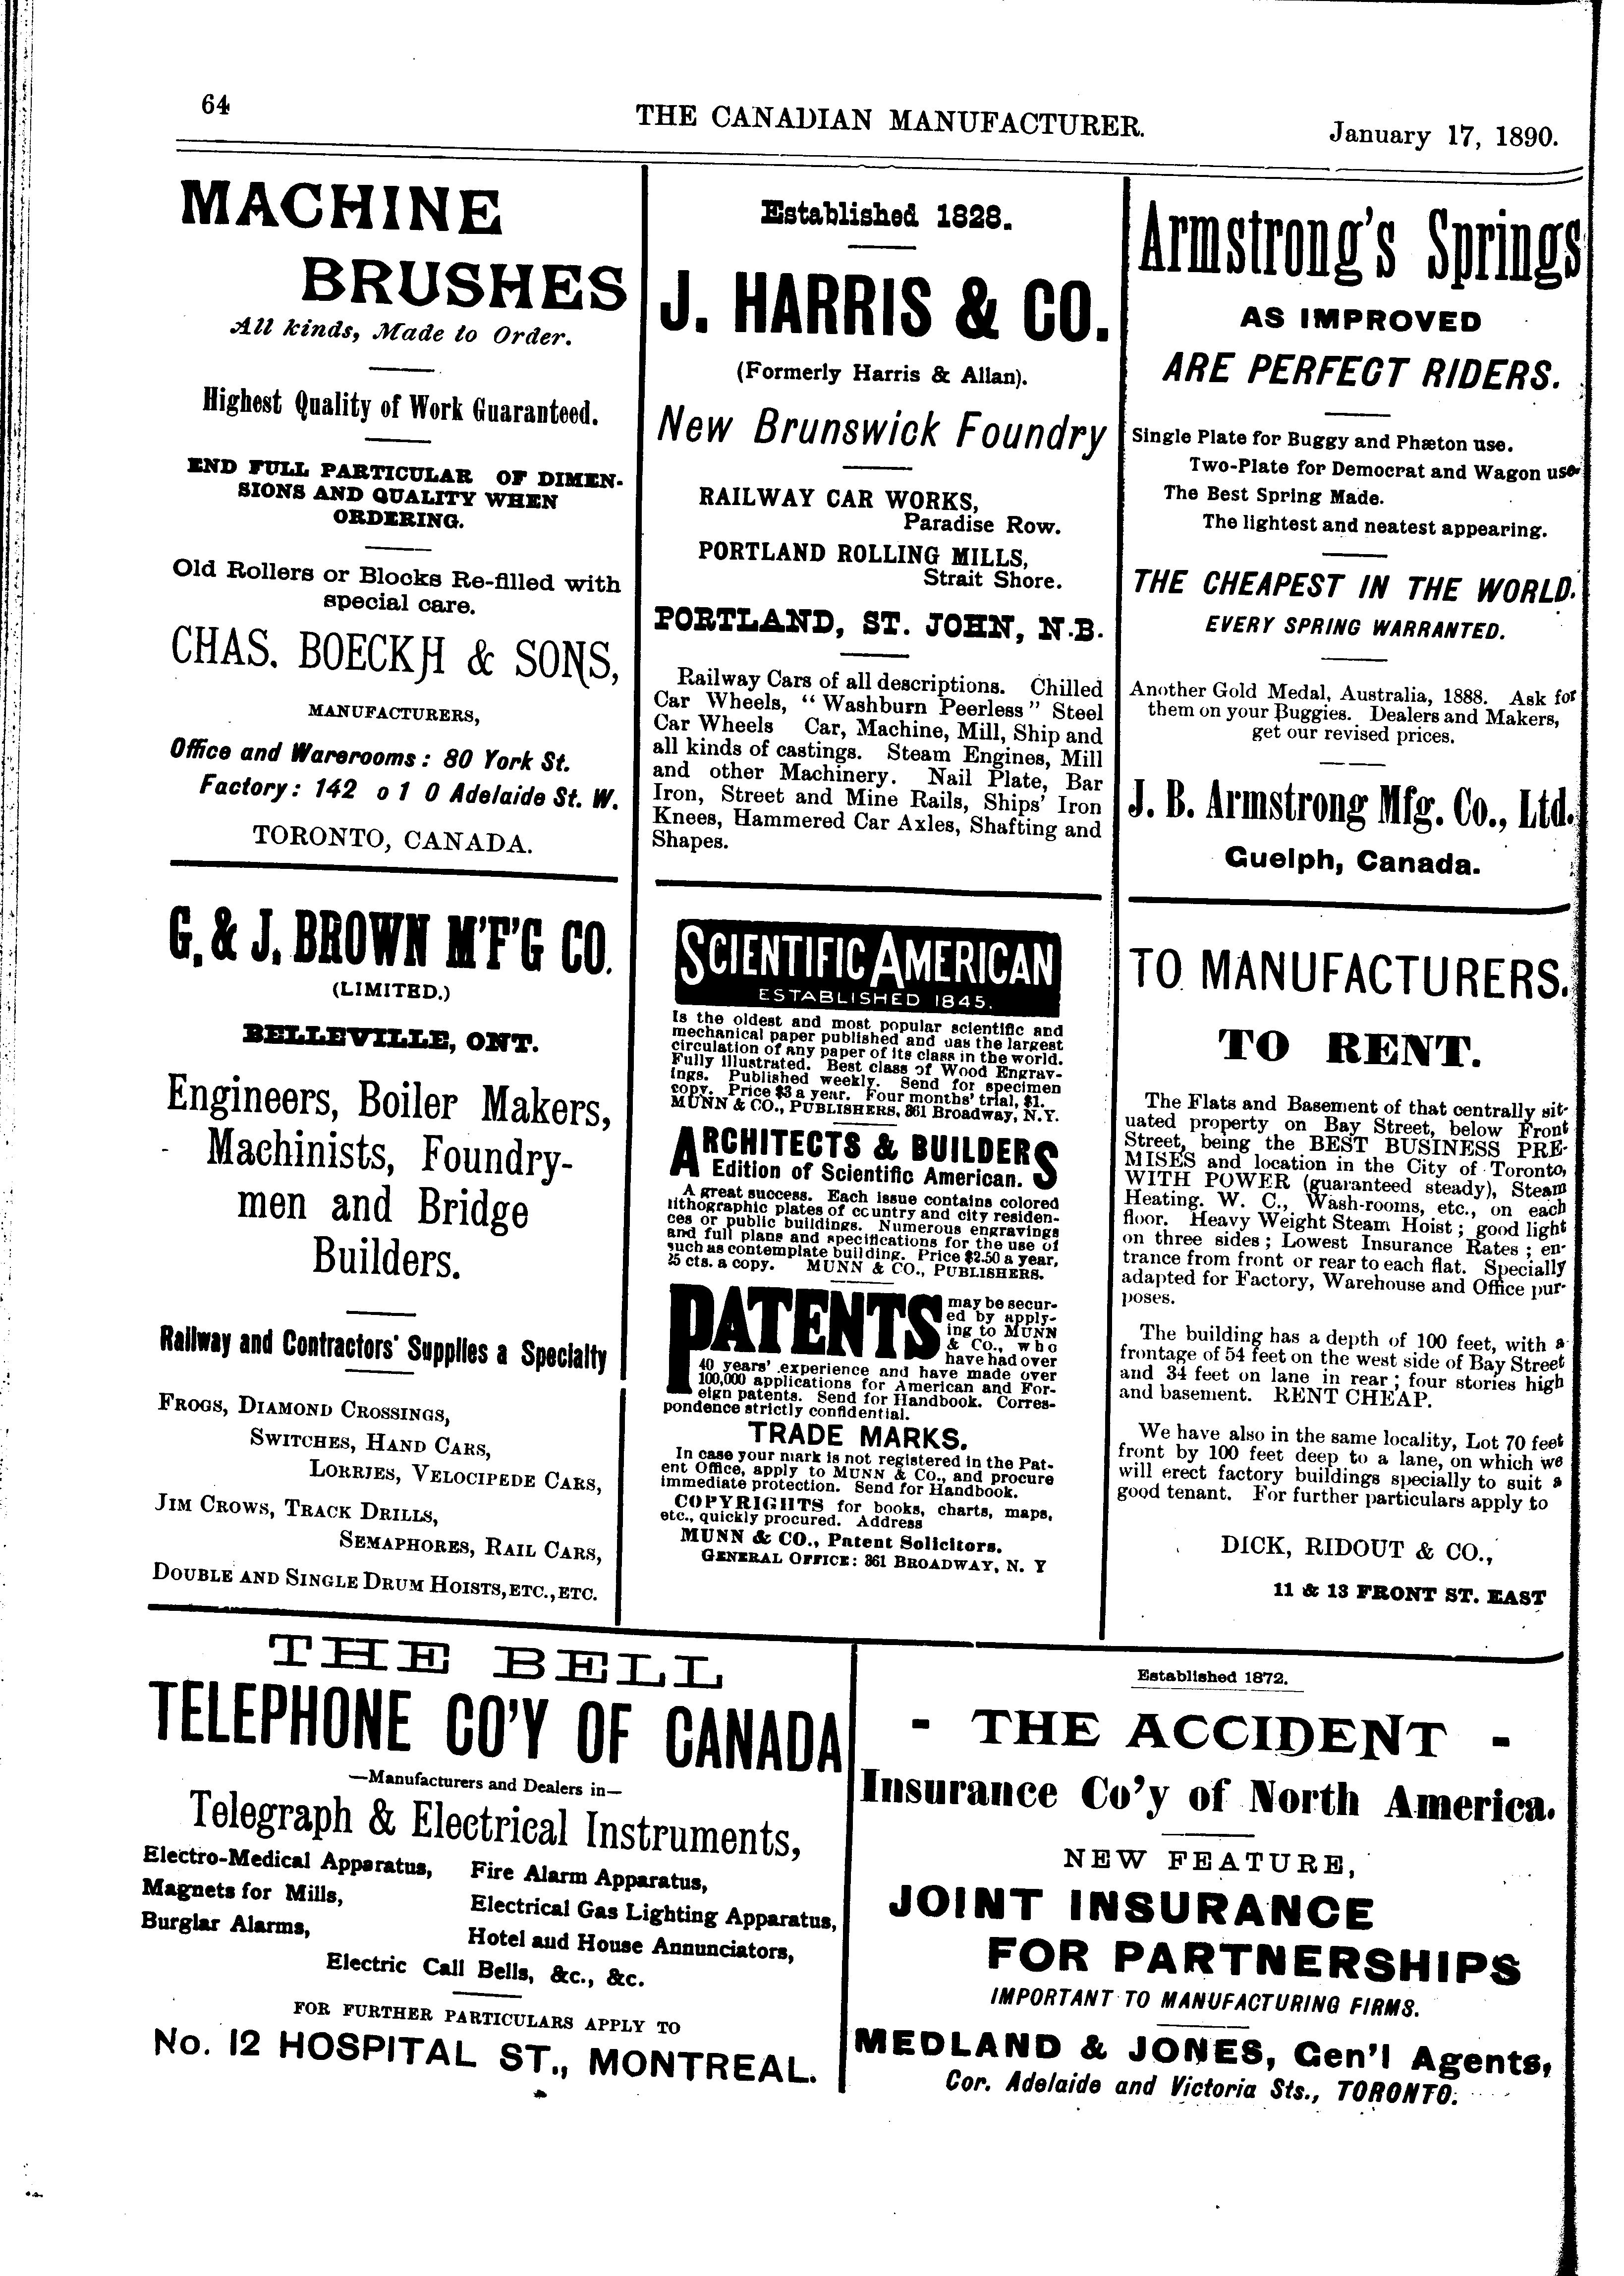 64
THE CANADIAN MANUFACTURER.
January 17, 1890.
MACHINE
BRUSHES
All kinds, Made to Order.
Highest Quality of Work Guaranteed.
END FULL PARTICULAR OF DIMEN-
SIONS AND QUALITY WHEN
ORDERING.
Old Rollers or Blocks Re-filled with
special care.
CHAS. BOECKH & SONS,
MANUFACTURERS,
Office and Warerooms: 80 York St.
Factory: 142 o 1 0 Adelaide St. W.
TORONTO, CANADA.
G. & J. BROWN M'F'G CO.
(LIMITED.)
BELLEVILLE, ONT.
Engineers, Boiler Makers,
Machinists, Foundry-
men and Bridge
Builders.
Railway and Contractors' Supplies a Specialty
FROGS, DIAMOND CROSSINGS,
SWITCHES, HAND CARS,
LORRIES, VELOCIPEDE CARS,
JIM CROWS, TRACK DRILLS,
SEMAPHORES, RAIL CARS,
DOUBLE AND SINGLE DRUM HOISTS, ETC., ETC.
Established 1828.
J. HARRIS & CO.
(Formerly Harris & Allan).
New Brunswick Foundry
RAILWAY CAR WORKS,
Paradise Row.
PORTLAND ROLLING MILLS,
Strait Shore.
PORTLAND, ST. JOHN, N.B.
Railway Cars of all descriptions. Chilled
Car Wheels, "Washburn Peerless" Steel
Car Wheels Car, Machine, Mill, Ship and
all kinds of castings. Steam Engines, Mill
and other Machinery. Nail Plate, Bar
Iron, Street and Mine Rails, Ships' Iron
Knees, Hammered Car Axles, Shafting and
Shapes.
SCIENTIFIC AMERICAN
ESTABLISHED 1845.
Is the oldest and most popular scientific and
mechanical paper published and has the largest
circulation of any paper of its class in the world.
Fully illustrated. Best class of Wood Engrav-
ings. Published weekly. Send for specimen
copy. Price $3 a year. Four months' trial, $1.
MUNN & CO., PUBLISHERS, 361 Broadway, N.Y.
ARCHITECTS & BUILDERS
Edition of Scientific American.
A great success. Each issue contains colored
lithographic plates of country and city residen-
ces or public buildings. Numerous engravings
and full plans and specifications for the use of
such as contemplate building. Price $2.50 a year,
25 cts. a copy. MUNN & CO., PUBLISHERS.
PATENTS may be secur-
ed by apply-
ing to MUNN
& Co., who
have had over
40 years' experience and have made over
100,000 applications for American and For-
eign patents. Send for Handbook. Corres-
pondence strictly confidential.
TRADE MARKS.
In case your mark is not registered in the Pat-
ent Office, apply to MUNN & Co., and procure
immediate protection. Send for Handbook.
COPYRIGHTS for books, charts, maps,
etc., quickly procured. Address
MUNN & CO., Patent Solicitors.
GENERAL OFFICE: 361 BROADWAY, N. Y
Armstrong's Springs
AS IMPROVED
ARE PERFECT RIDERS.
Single Plate for Buggy and Phæton use.
Two-Plate for Democrat and Wagon use.
The Best Spring Made.
The lightest and neatest appearing.
THE CHEAPEST IN THE WORLD.
EVERY SPRING WARRANTED.
Another Gold Medal, Australia, 1888. Ask for
them on your Buggies. Dealers and Makers,
get our revised prices.
J. B. Armstrong Mfg. Co., Ltd.
Guelph, Canada.
TO MANUFACTURERS.
TO RENT.
The Flats and Basement of that centrally sit-
uated property on Bay Street, below Front
Street, being the BEST BUSINESS PRE-
MISES and location in the City of Toronto,
WITH POWER (guaranteed steady), Steam
Heating. W. C., Wash-rooms, etc., on each
floor. Heavy Weight Steam Hoist; good light
on three sides; Lowest Insurance Rates; en-
trance from front or rear to each flat. Specially
adapted for Factory, Warehouse and Office pur-
poses.
The building has a depth of 100 feet, with a
frontage of 54 feet on the west side of Bay Street
and 34 feet on lane in rear; four stories high
and basement. RENT CHEAP.
We have also in the same locality, Lot 70 feet
front by 100 feet deep to a lane, on which we
will erect factory buildings specially to suit a
good tenant. For further particulars apply to
DICK, RIDOUT & CO.,
11 & 13 FRONT ST. EAST
THE BELL
TELEPHONE CO'Y OF CANADA
—Manufacturers and Dealers in—
Telegraph & Electrical Instruments,
Electro-Medical Apparatus, Fire Alarm Apparatus,
Magnets for Mills, Electrical Gas Lighting Apparatus,
Burglar Alarms, Hotel and House Annunciators,
Electric Call Bells, &c., &c.
FOR FURTHER PARTICULARS APPLY TO
No. 12 HOSPITAL ST., MONTREAL.
Established 1872.
- THE ACCIDENT -
Insurance Co'y of North America.
NEW FEATURE,
JOINT INSURANCE
FOR PARTNERSHIPS
IMPORTANT TO MANUFACTURING FIRMS.
MEDLAND & JONES, Gen'l Agents,
Cor. Adelaide and Victoria Sts., TORONTO.